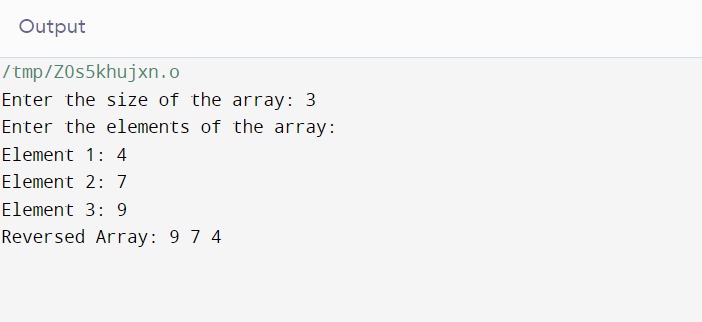 Output
/tmp/Z0s5khujxn.o
Enter the size of the array: 3
Enter the elements of the array:
Element 1: 4
Element 2: 7
Element 3: 9
Reversed Array: 9 7 4